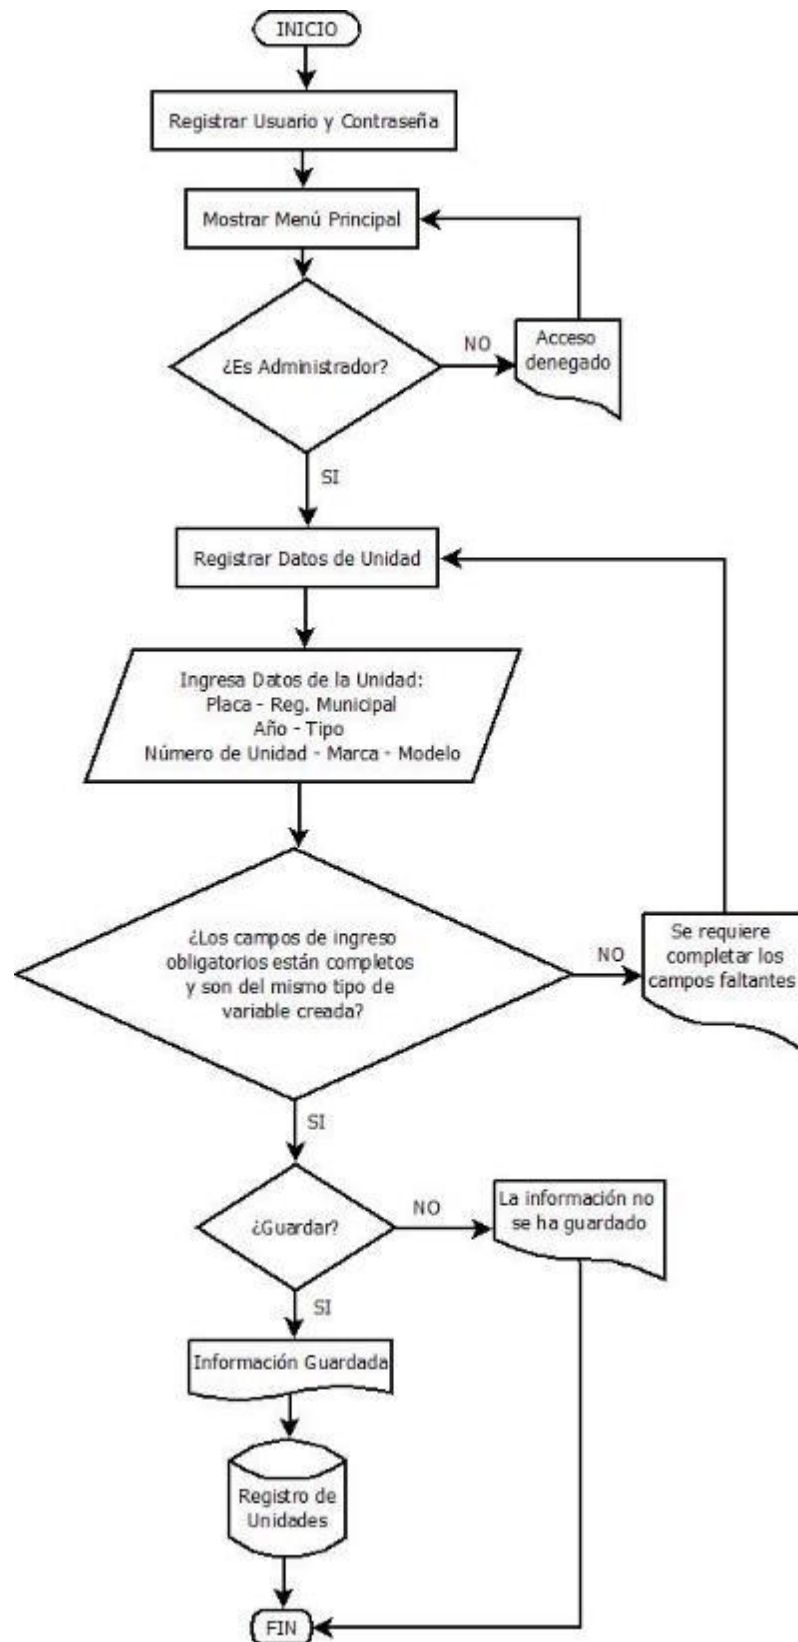 INICIO
Registrar Usuario y Contraseña
Mostrar Menú Principal
¿Es Administrador?
NO
Acceso
denegado
SI
Registrar Datos de Unidad
Ingresa Datos de la Unidad:
Placa - Reg. Municipal
Año - Tipo
Número de Unidad - Marca - Modelo
¿Los campos de ingreso
obligatorios están completos
y son del mismo tipo de
variable creada?
NO
Se requiere
completar los
campos faltantes
SI
¿Guardar?
NO
La información no
se ha guardado
SI
Información Guardada
Registro de
Unidades
FIN